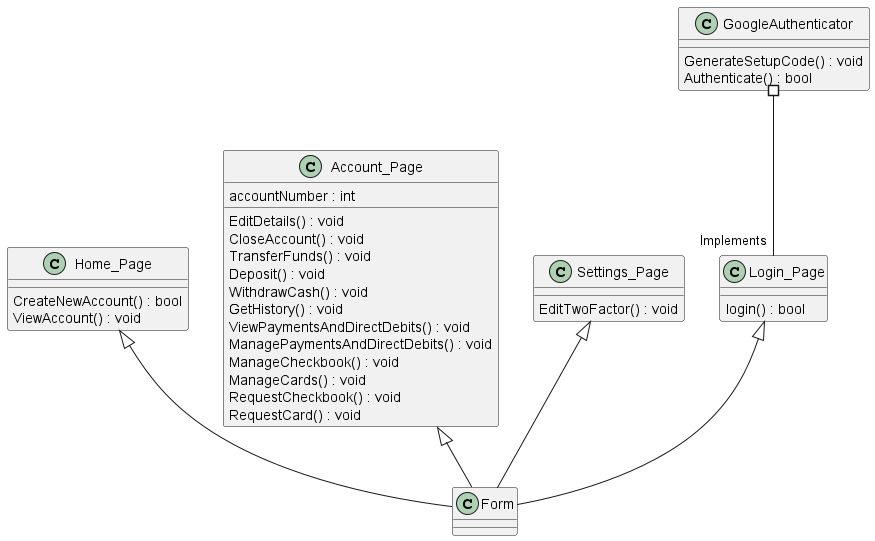 C GoogleAuthenticator
GenerateSetupCode() : void
Authenticate() : bool
C Account_Page
accountNumber : int
EditDetails() : void
CloseAccount() : void
TransferFunds() : void
Deposit() : void
WithdrawCash() : void
GetHistory() : void
ViewPaymentsAndDirectDebits() : void
ManagePaymentsAndDirectDebits() : void
ManageCheckbook() : void
ManageCards() : void
RequestCheckbook() : void
RequestCard() : void
C Home_Page
CreateNewAccount() : bool
ViewAccount() : void
C Settings_Page
EditTwoFactor() : void
Implements
C Login_Page
login() : bool
C Form